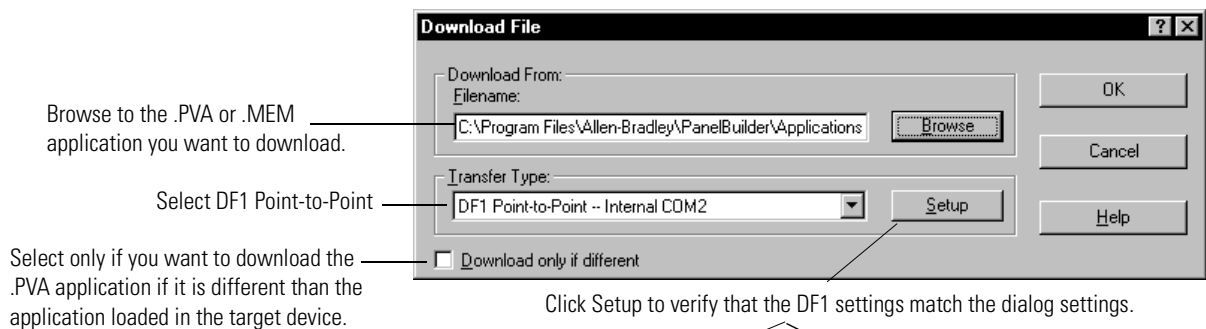 Download File
Download From:
Filename:
C:\Program Files\Allen-Bradley\PanelBuilder\Applications
Browse
OK
Cancel
Help
Transfer Type:
DF1 Point-to-Point -- Internal COM2
Setup
Download only if different
Browse to the .PVA or .MEM
application you want to download.
Select DF1 Point-to-Point
Select only if you want to download the
.PVA application if it is different than the
application loaded in the target device.
Click Setup to verify that the DF1 settings match the dialog settings.